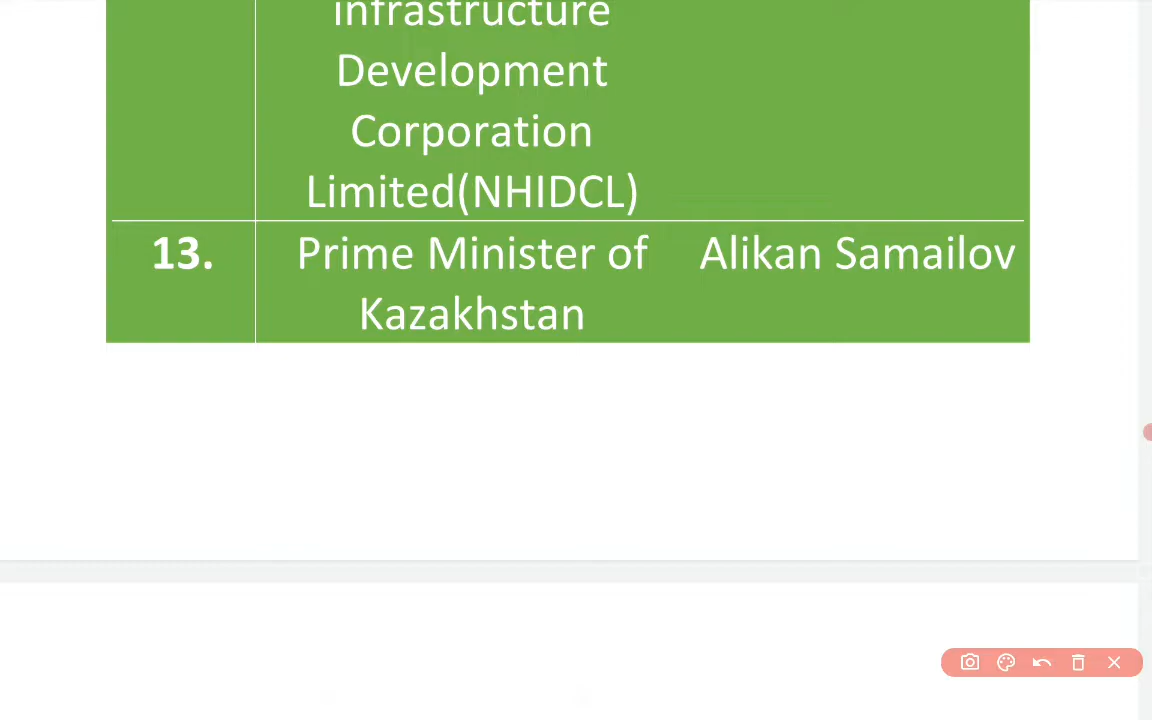 infrastructure
Development
Corporation
Limited(NHIDCL)
13. Prime Minister of Alikan Samailov
Kazakhstan